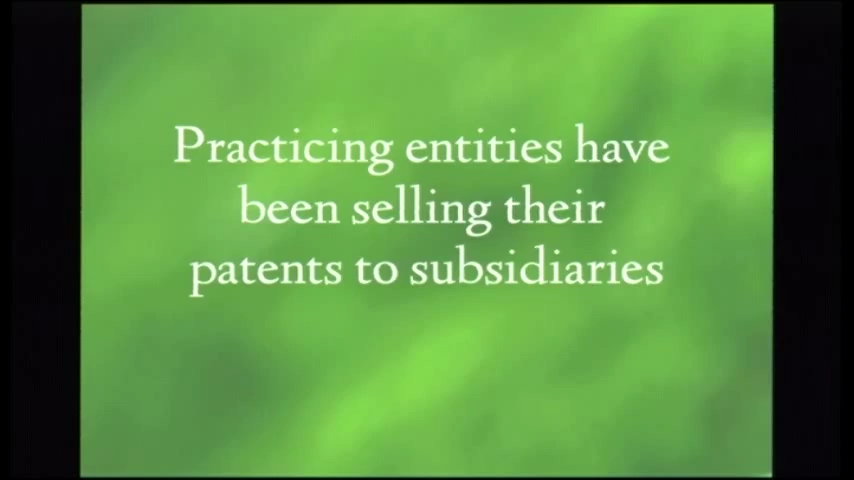 Practicing entities have
been selling their
patents to subsidiaries